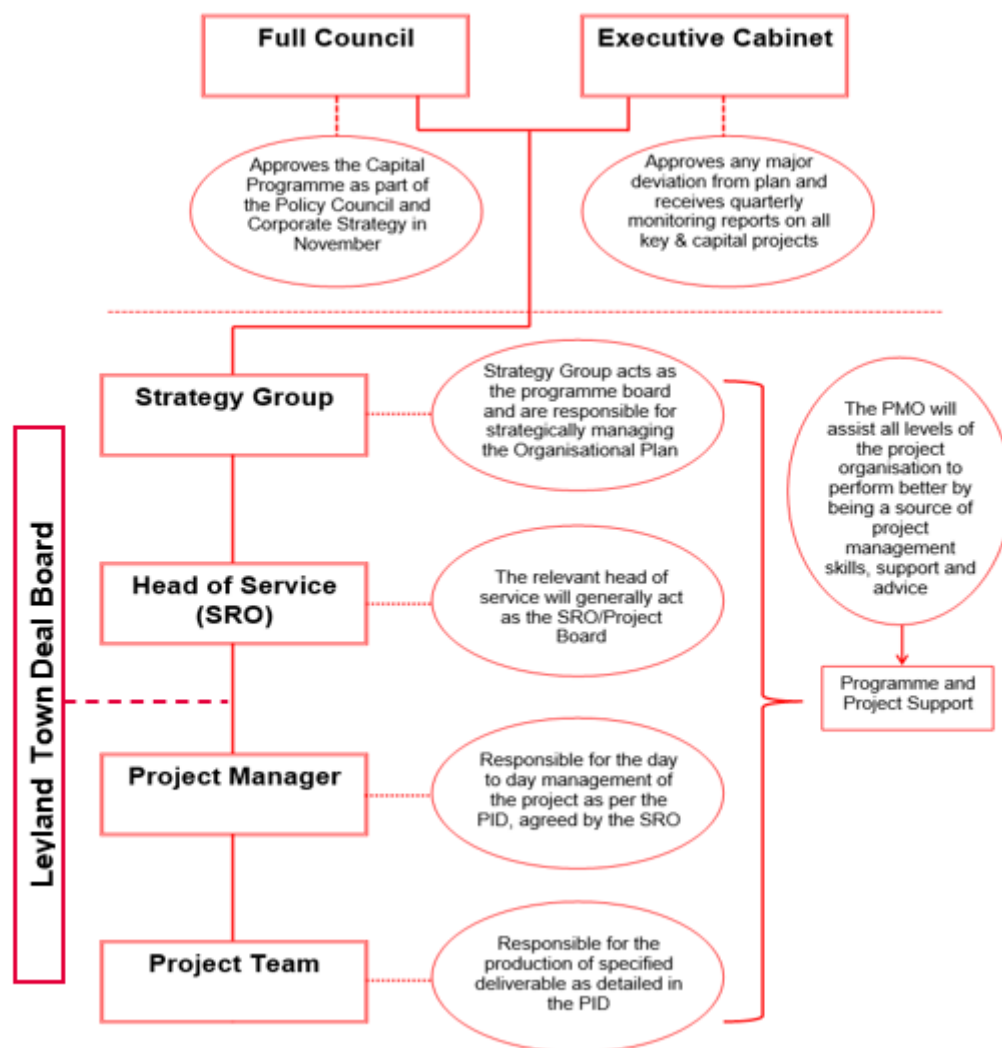 Full Council
Executive Cabinet
Approves the Capital
Programme as part of
the Policy Council and
Corporate Strategy in
November
Approves any major
deviation from plan and
receives quarterly
monitoring reports on all
key & capital projects
Strategy Group
Strategy Group acts as
the programme board
and are responsible for
strategically managing
the Organisational Plan
The PMO will
assist all levels of
the project
organisation to
perform better by
being a source of
project
management
skills, support and
advice
Leyland Town Deal Board
Head of Service
(SRO)
The relevant head of
service will generally act
as the SRO/Project
Board
Programme and
Project Support
Project Manager
Responsible for the day
to day management of
the project as per the
PID, agreed by the SRO
Project Team
Responsible for the
production of specified
deliverable as detailed in
the PID